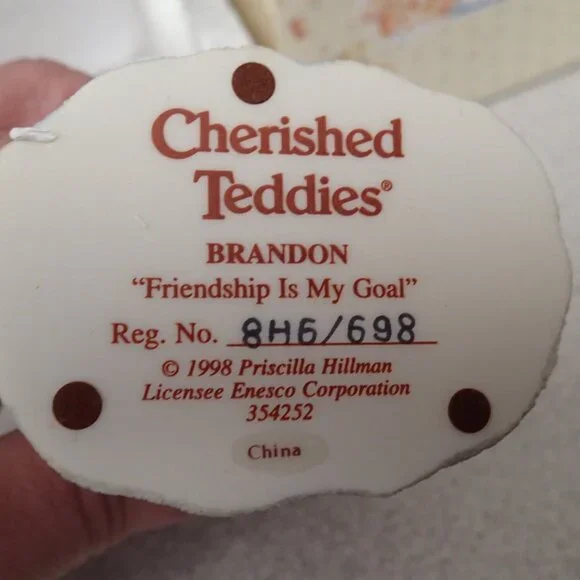 Cherished
Teddies®
BRANDON
“Friendship Is My Goal”
Reg. No. 8H6/698
© 1998 Priscilla Hillman
Licensee Enesco Corporation
354252
China